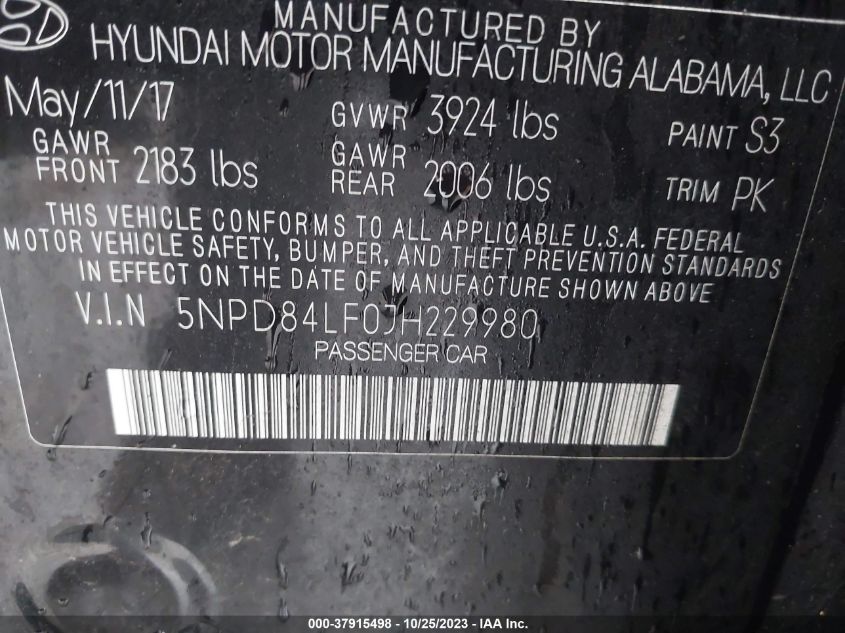 MANUFACTURED BY
HYUNDAI MOTOR MANUFACTURING ALABAMA, LLC
May/11/17 GVWR 3924 lbs PAINT S3
GAWR FRONT 2183 lbs GAWR REAR 2006 lbs TRIM PK
THIS VEHICLE CONFORMS TO ALL APPLICABLE U.S.A. FEDERAL
MOTOR VEHICLE SAFETY, BUMPER, AND THEFT PREVENTION STANDARDS
IN EFFECT ON THE DATE OF MANUFACTURE SHOWN ABOVE
V.I.N 5NPD84LF0JH229980
PASSENGER CAR
000-37915498 - 10/25/2023 - IAA Inc.